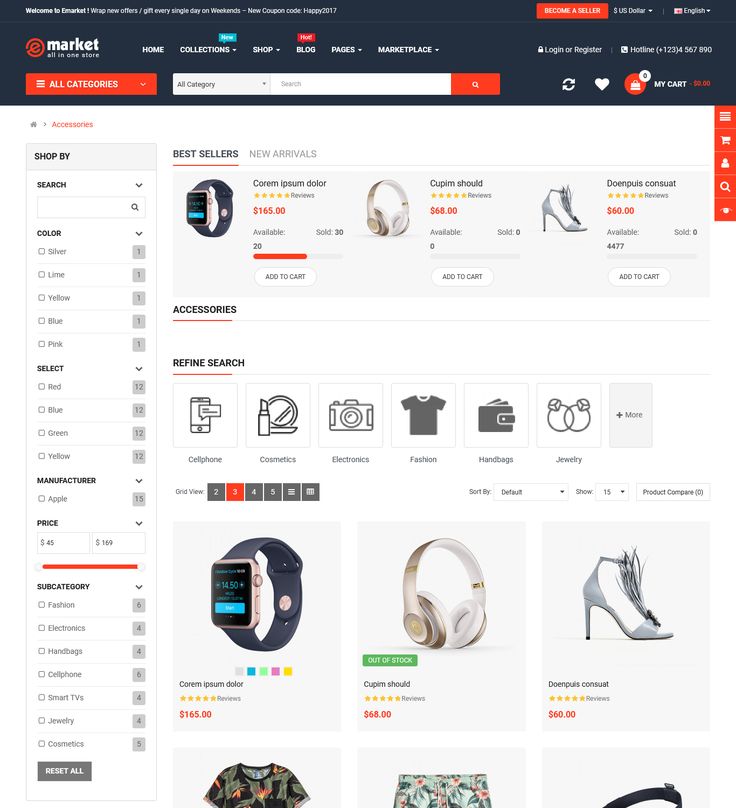 Welcome to Emarket ! Wrap new offers / gift every single day on Weekends – New Coupon code: Happy2017
BECOME A SELLER
$ US Dollar
English
e market
all in one store
HOME
COLLECTIONS
New
SHOP
BLOG
Hot!
PAGES
MARKETPLACE
Login or Register
Hotline (+123)4 567 890
ALL CATEGORIES
All Category
Search
0
MY CART - $0.00
> Accessories
SHOP BY
SEARCH
COLOR
Silver 1
Lime 1
Yellow 1
Blue 1
Pink 1
SELECT
Red 12
Blue 12
Green 12
Yellow 12
MANUFACTURER
Apple 15
PRICE
$ 45
$ 169
SUBCATEGORY
Fashion 6
Electronics 4
Handbags 4
Cellphone 6
Smart TVs 4
Jewelry 4
Cosmetics 5
RESET ALL
BEST SELLERS
NEW ARRIVALS
Corem ipsum dolor
Reviews
$165.00
Available: 20
Sold: 30
ADD TO CART
Cupim should
Reviews
$68.00
Available: 0
Sold: 0
ADD TO CART
Doenpuis consuat
Reviews
$60.00
Available: 4477
Sold: 0
ADD TO CART
ACCESSORIES
REFINE SEARCH
Cellphone
Cosmetics
Electronics
Fashion
Handbags
Jewelry
+ More
Grid View: 2 3 4 5
Sort By: Default
Show: 15
Product Compare (0)
14:50
Start
Corem ipsum dolor
Reviews
$165.00
OUT OF STOCK
Cupim should
Reviews
$68.00
Doenpuis consuat
Reviews
$60.00